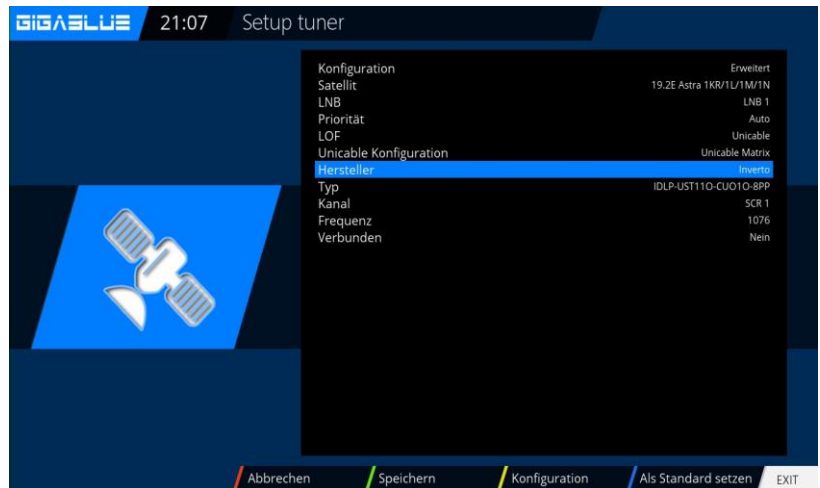 GIGABLUE 21:07 Setup tuner
Konfiguration Erweitert
Satellit 19.2E Astra 1KR/1L/1M/1N
LNB LNB 1
Priorität Auto
LOF Unicable
Unicable Konfiguration Unicable Matrix
Hersteller Inverto
Typ IDLP-UST11O-CUO1O-8PP
Kanal SCR 1
Frequenz 1076
Verbunden Nein
Abbrechen Speichern Konfiguration Als Standard setzen EXIT